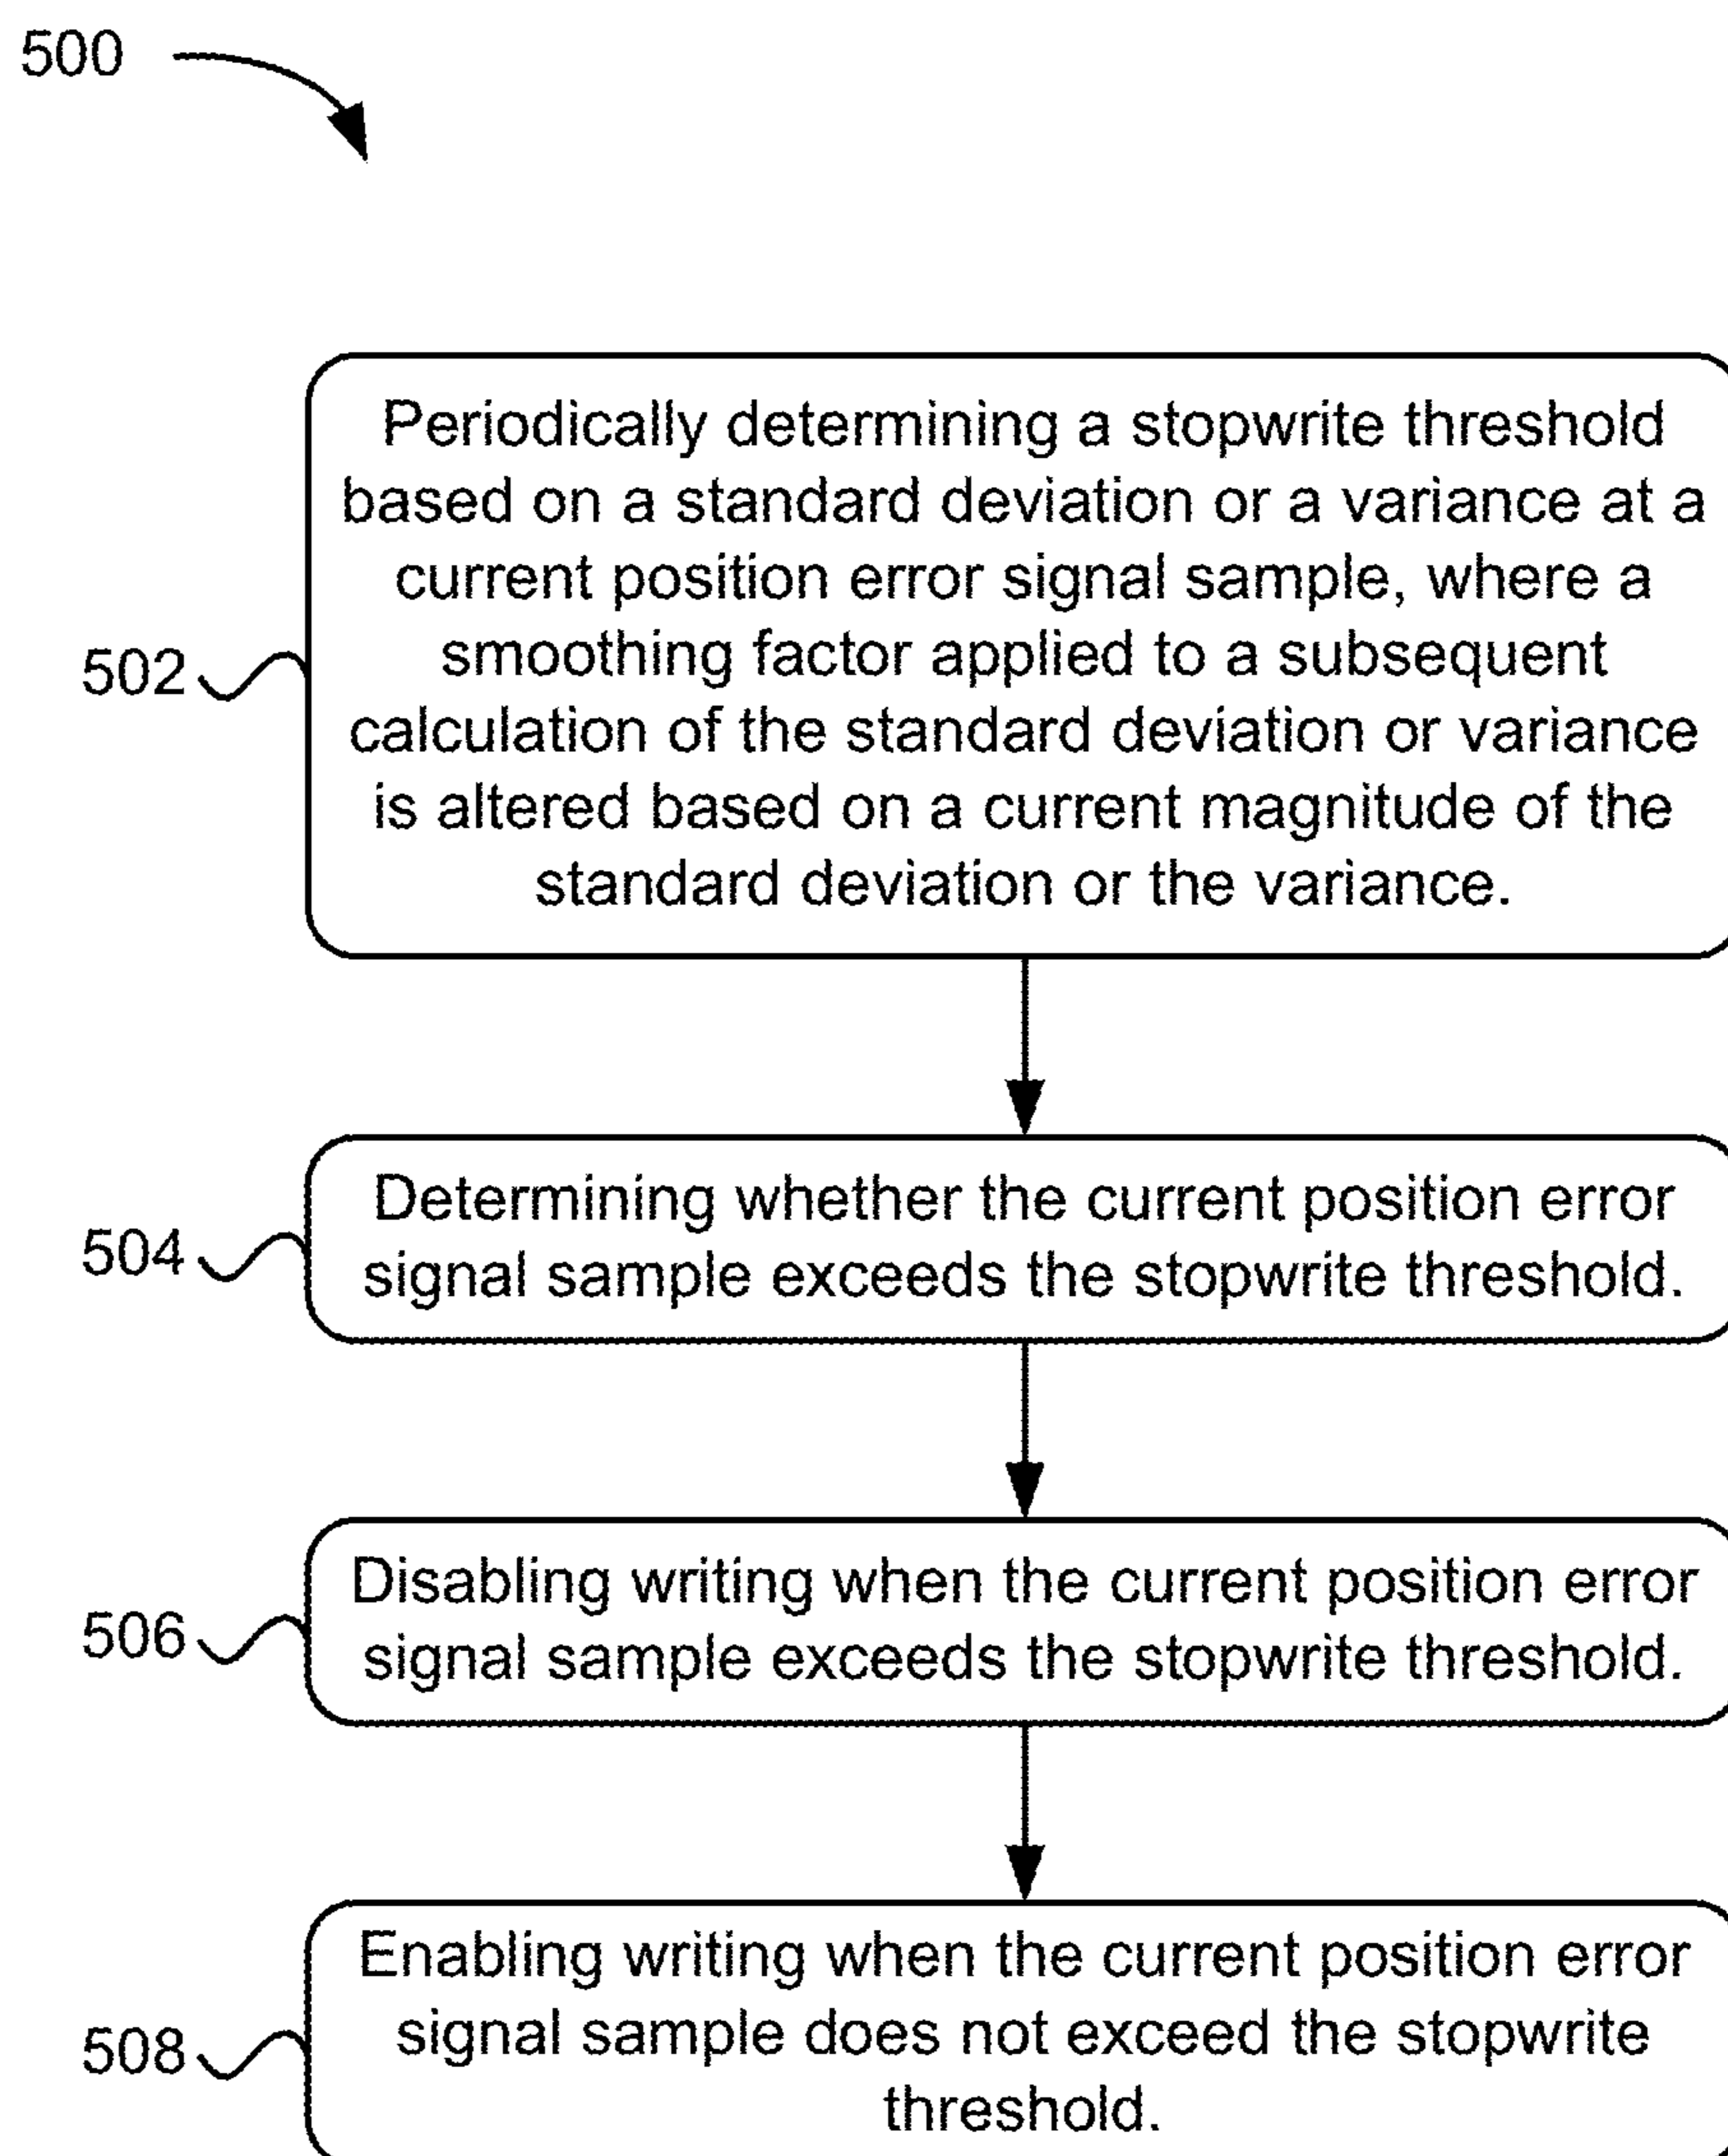 500
Periodically determining a stopwrite threshold
based on a standard deviation or a variance at a
current position error signal sample, where a
smoothing factor applied to a subsequent
502
calculation of the standard deviation or variance
is altered based on a current magnitude of the
standard deviation or the variance.
Determining whether the current position error
504
signal sample exceeds the stopwrite threshold.
Disabling writing when the current position error
506
signal sample exceeds the stopwrite threshold.
Enabling writing when the current position error
signal sample does not exceed the stopwrite
508
threshold.